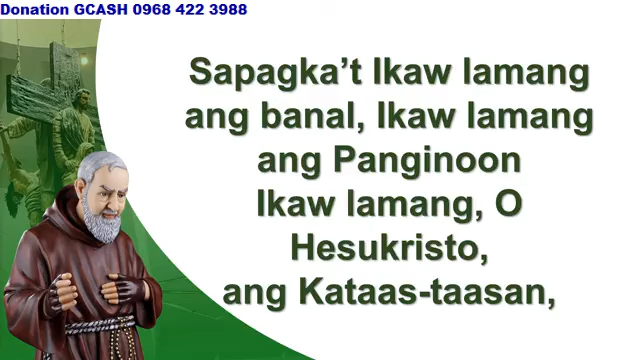 Donation GCASH 0968 422 3988
Sapagka’t Ikaw lamang
ang banal, Ikaw lamang
ang Panginoon
Ikaw lamang, O
Hesukristo,
ang Kataas-taasan,